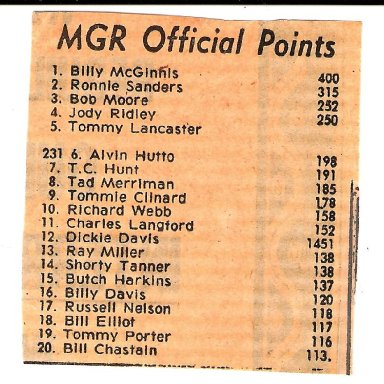 MGR Official Points
1. Billy McGinnis 400
2. Ronnie Sanders 315
3. Bob Moore 252
4. Jody Ridley 250
5. Tommy Lancaster
231 6. Alvin Hutto 198
7. T.C. Hunt 191
8. Tad Merriman 185
9. Tommie Clinard 178
10. Richard Webb 158
11. Charles Langford 152
12. Dickie Davis 1451
13. Ray Miller 138
14. Shorty Tanner 138
15. Butch Harkins 137
16. Billy Davis 120
17. Russell Nelson 118
18. Bill Elliot 117
19. Tommy Porter 116
20. Bill Chastain 113.